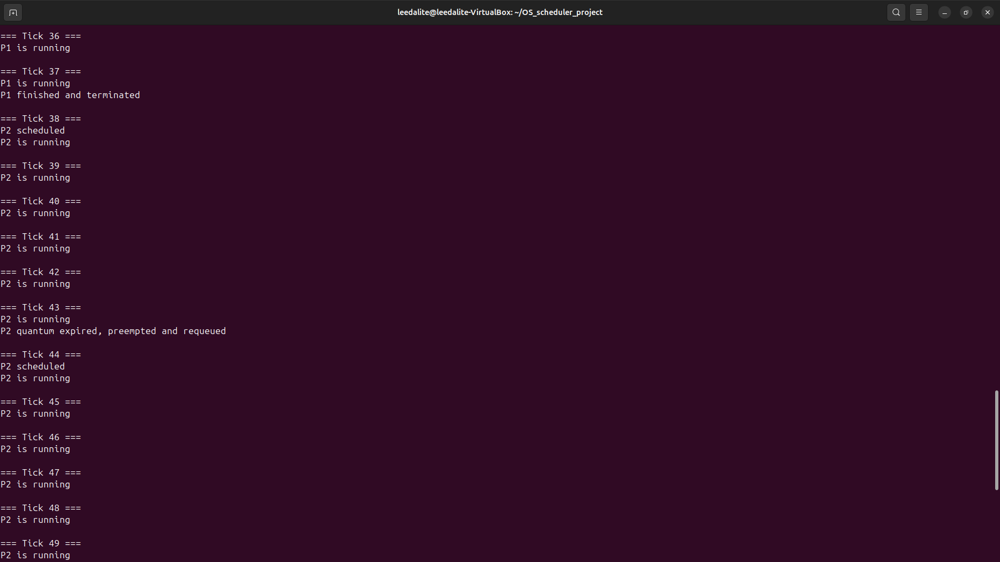 leedalite@leedalite-VirtualBox: ~/OS_scheduler_project
=== Tick 36 ===
P1 is running
=== Tick 37 ===
P1 is running
P1 finished and terminated
=== Tick 38 ===
P2 scheduled
P2 is running
=== Tick 39 ===
P2 is running
=== Tick 40 ===
P2 is running
=== Tick 41 ===
P2 is running
=== Tick 42 ===
P2 is running
=== Tick 43 ===
P2 is running
P2 quantum expired, preempted and requeued
=== Tick 44 ===
P2 scheduled
P2 is running
=== Tick 45 ===
P2 is running
=== Tick 46 ===
P2 is running
=== Tick 47 ===
P2 is running
=== Tick 48 ===
P2 is running
=== Tick 49 ===
P2 is running